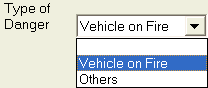 Type of
Danger
Vehicle on Fire
Vehicle on Fire
Others